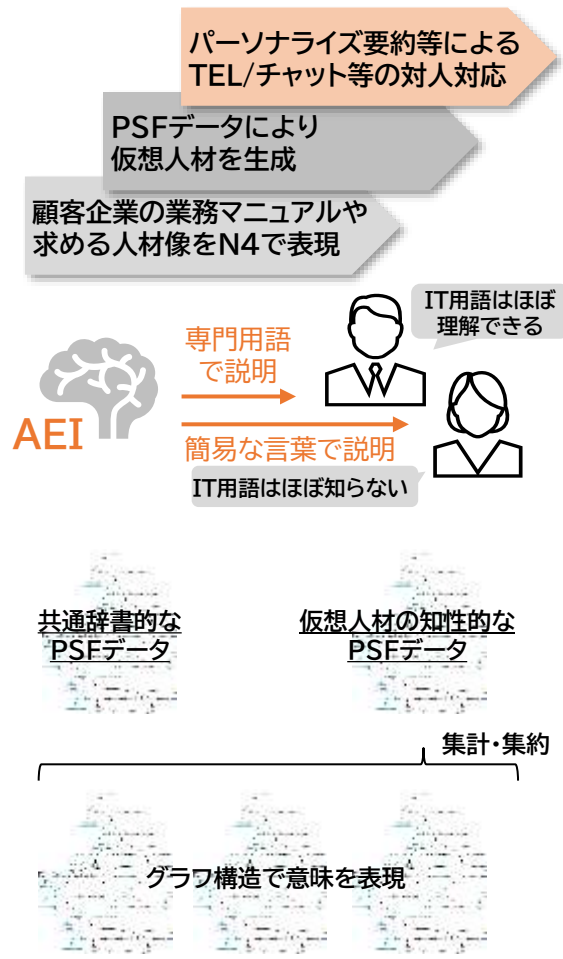 パーソナライズ要約等による
TEL/チャット等の対人対応
PSFデータにより
仮想人材を生成
顧客企業の業務マニュアルや
求める人材像をN4で表現
IT用語はほぼ
理解できる
専門用語
で説明
AEI
簡易な言葉で説明
IT用語はほぼ知らない
共通辞書的な
PSFデータ
仮想人材の知性的な
PSFデータ
集計・集約
グラフ構造で意味を表現